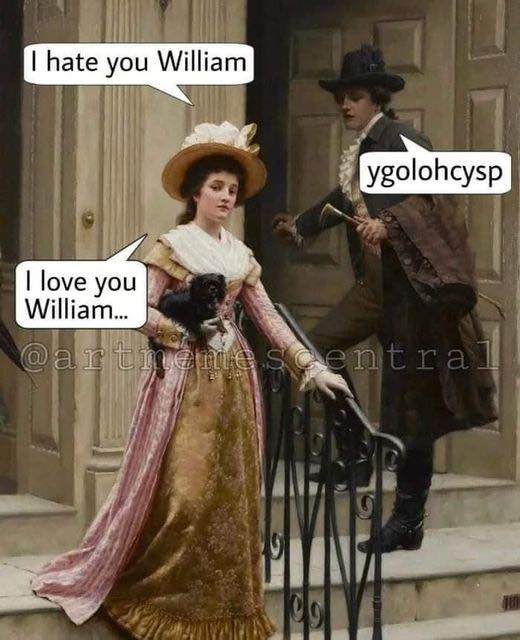 I hate you William
ygolohcysp
I love you
William...
@artmemescentral